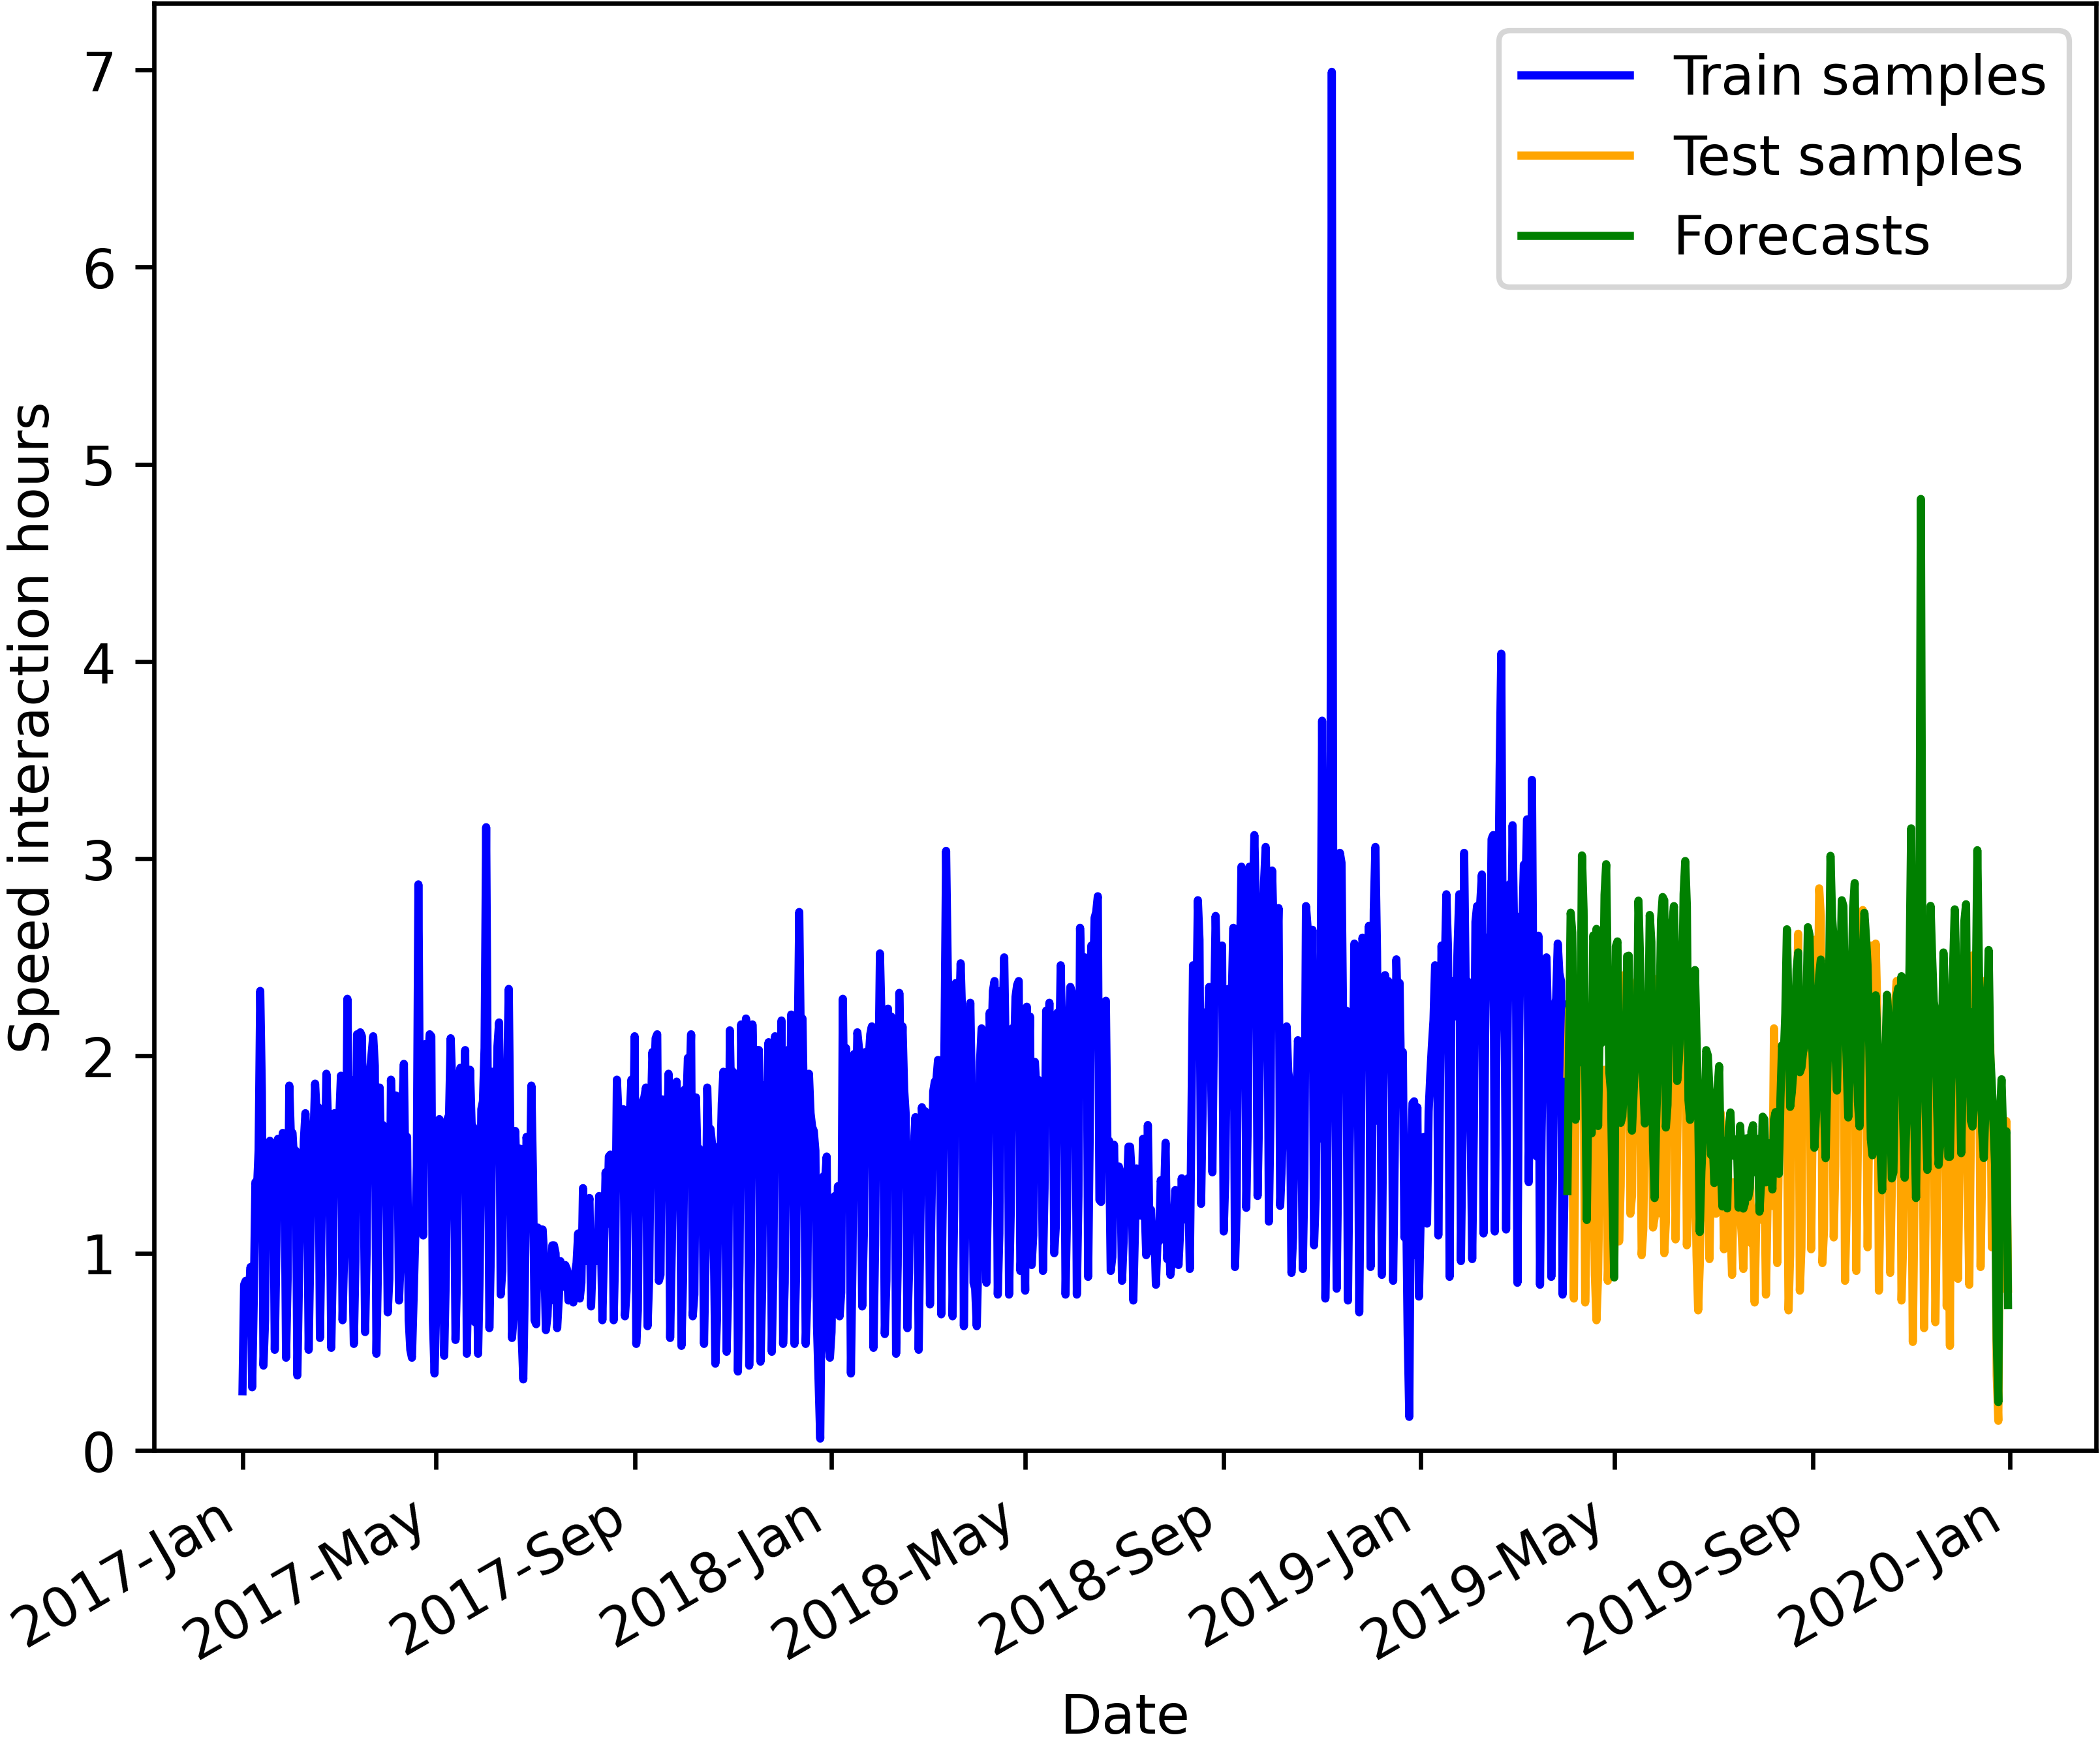 Train samples
Test samples
Forecasts
Speed interaction hours
7
6
5
4
3
2
1
0
2017-Jan
2017-May
2017-Sep
2018-Jan
2018-May
2018-Sep
2019-Jan
2019-May
2019-Sep
2020-Jan
Date